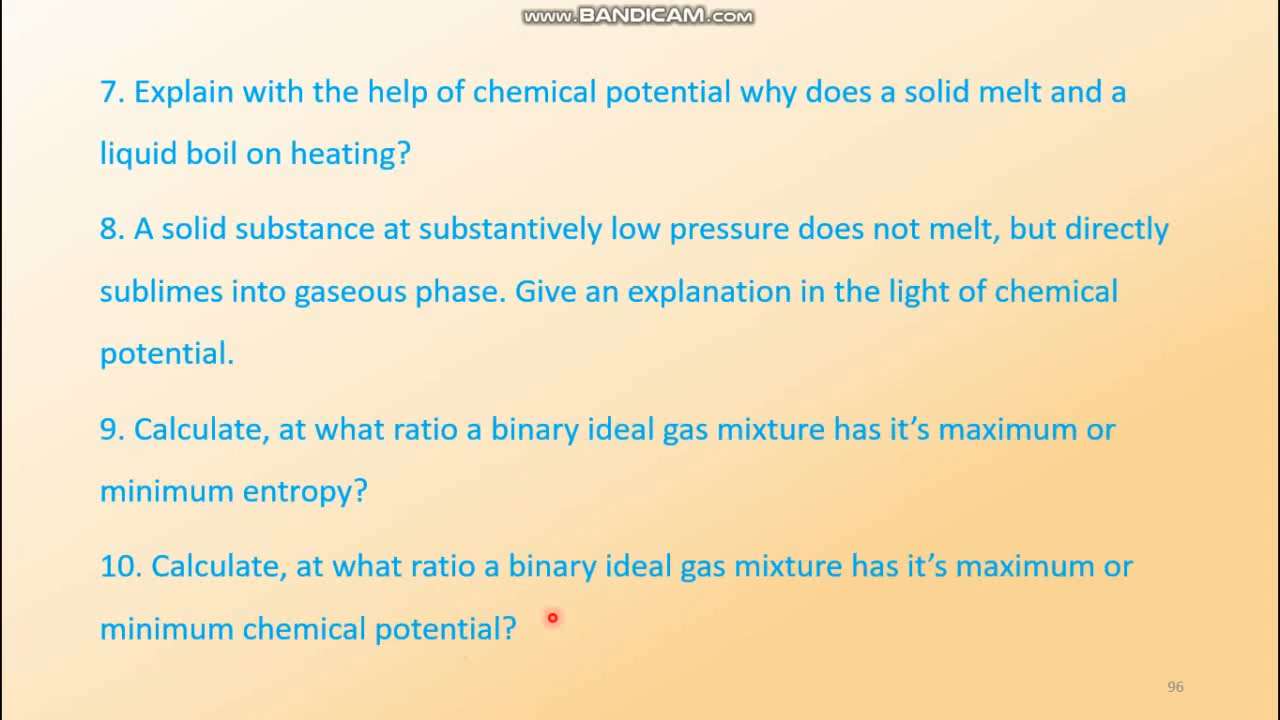 www.BANDICAM.com
7. Explain with the help of chemical potential why does a solid melt and a
liquid boil on heating?
8. A solid substance at substantively low pressure does not melt, but directly
sublimes into gaseous phase. Give an explanation in the light of chemical
potential.
9. Calculate, at what ratio a binary ideal gas mixture has it’s maximum or
minimum entropy?
10. Calculate, at what ratio a binary ideal gas mixture has it’s maximum or
minimum chemical potential?
96